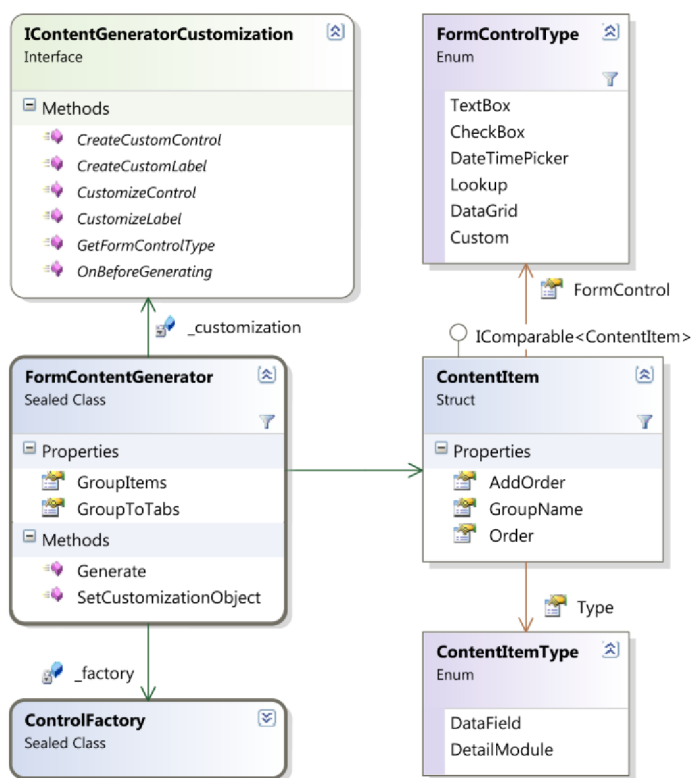 IContentGeneratorCustomization
Interface
Methods
CreateCustomControl
CreateCustomLabel
CustomizeControl
CustomizeLabel
GetFormControlType
OnBeforeGenerating
FormControlType
Enum
TextBox
CheckBox
DateTimePicker
Lookup
DataGrid
Custom
_customization
FormControl
IComparable<ContentItem>
FormContentGenerator
Sealed Class
Properties
GroupItems
GroupToTabs
Methods
Generate
SetCustomizationObject
ContentItem
Struct
Properties
AddOrder
GroupName
Order
_factory
Type
ControlFactory
Sealed Class
ContentItemType
Enum
DataField
DetailModule